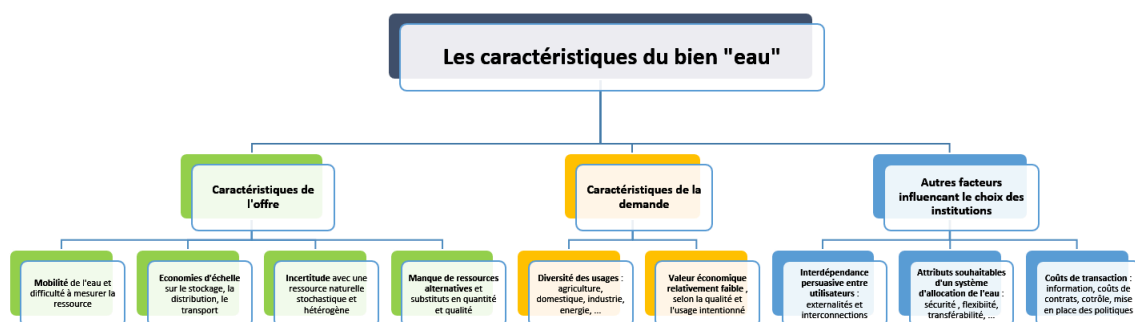 Les caractéristiques du bien "eau"
Caractéristiques de
l'offre
Caractéristiques de la
demande
Autres facteurs
influencant le choix des
institutions
Mobilité de l'eau et
difficulté à mesurer la
ressource
Economies d'échelle
sur le stockage, la
distribution, le
transport
Incertitude avec une
ressource naturelle
stochastique et
hétérogène
Manque de ressources
alternatives et
substituts en quantité
et qualité
Diversité des usages :
agriculture,
domestique, industrie,
energie, ...
Valeur économique
relativement faible ,
selon la qualité et
l'usage intentionné
Interdépendance
persuasive entre
utilisateurs :
externalités et
interconnections
Attributs souhaitables
d'un système
d'allocation de l'eau :
sécurité , flexibiité,
transférabilité, ...
Coûts de transaction :
information, coûts de
contrats, cotrôle, mise
en place des politiques